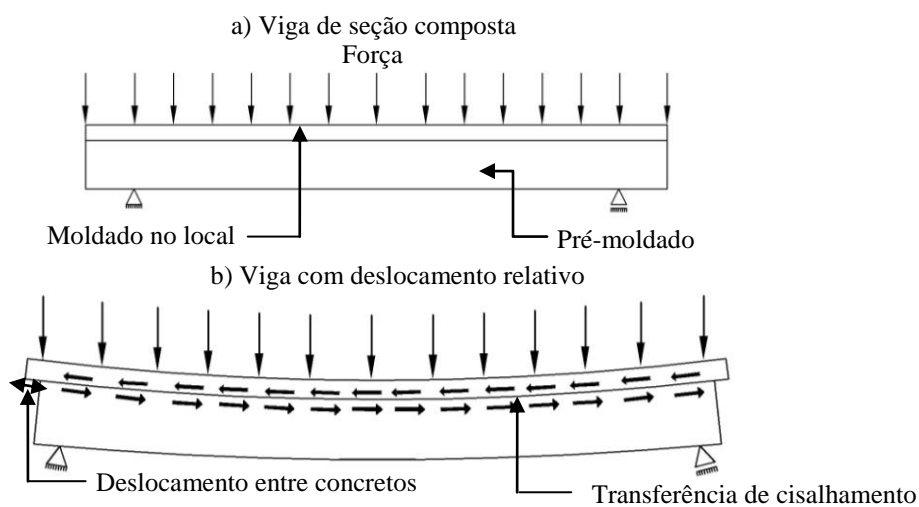 a) Viga de seção composta
Força
Moldado no local
Pré-moldado
b) Viga com deslocamento relativo
Deslocamento entre concretos
Transferência de cisalhamento